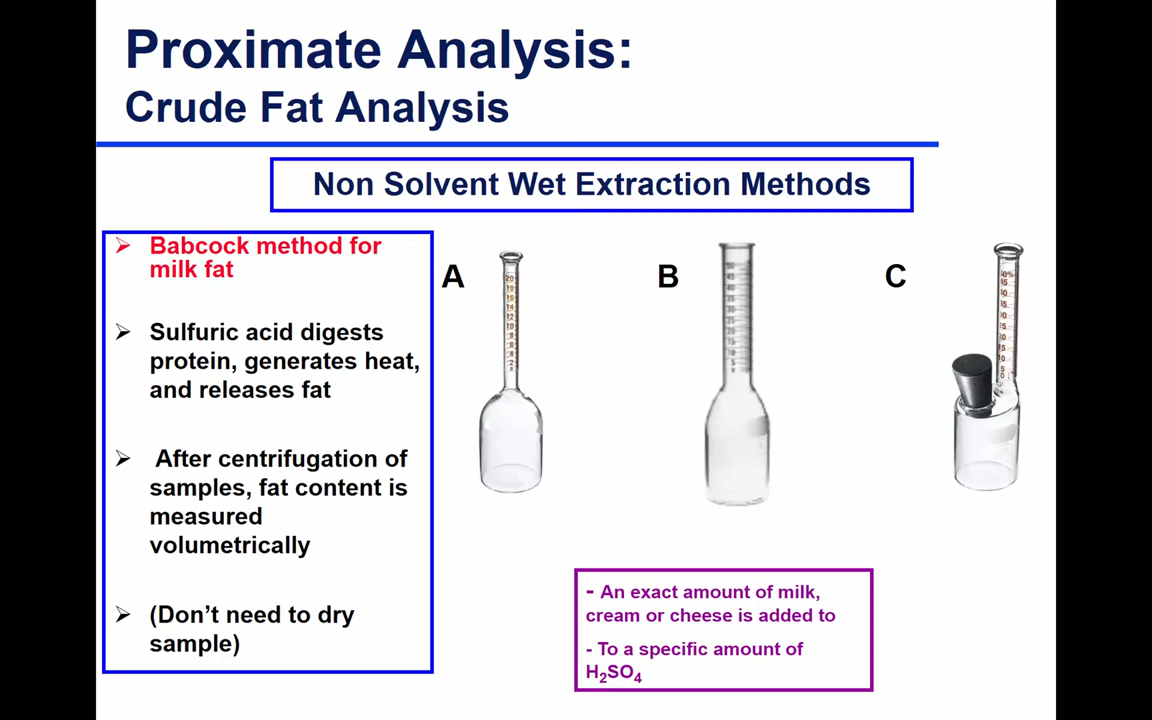 Proximate Analysis:
Crude Fat Analysis
Non Solvent Wet Extraction Methods
➢ Babcock method for
milk fat
➢ Sulfuric acid digests
protein, generates heat,
and releases fat
➢ After centrifugation of
samples, fat content is
measured
volumetrically
➢ (Don’t need to dry
sample)
A
B
C
- An exact amount of milk,
cream or cheese is added to
- To a specific amount of
H₂SO₄